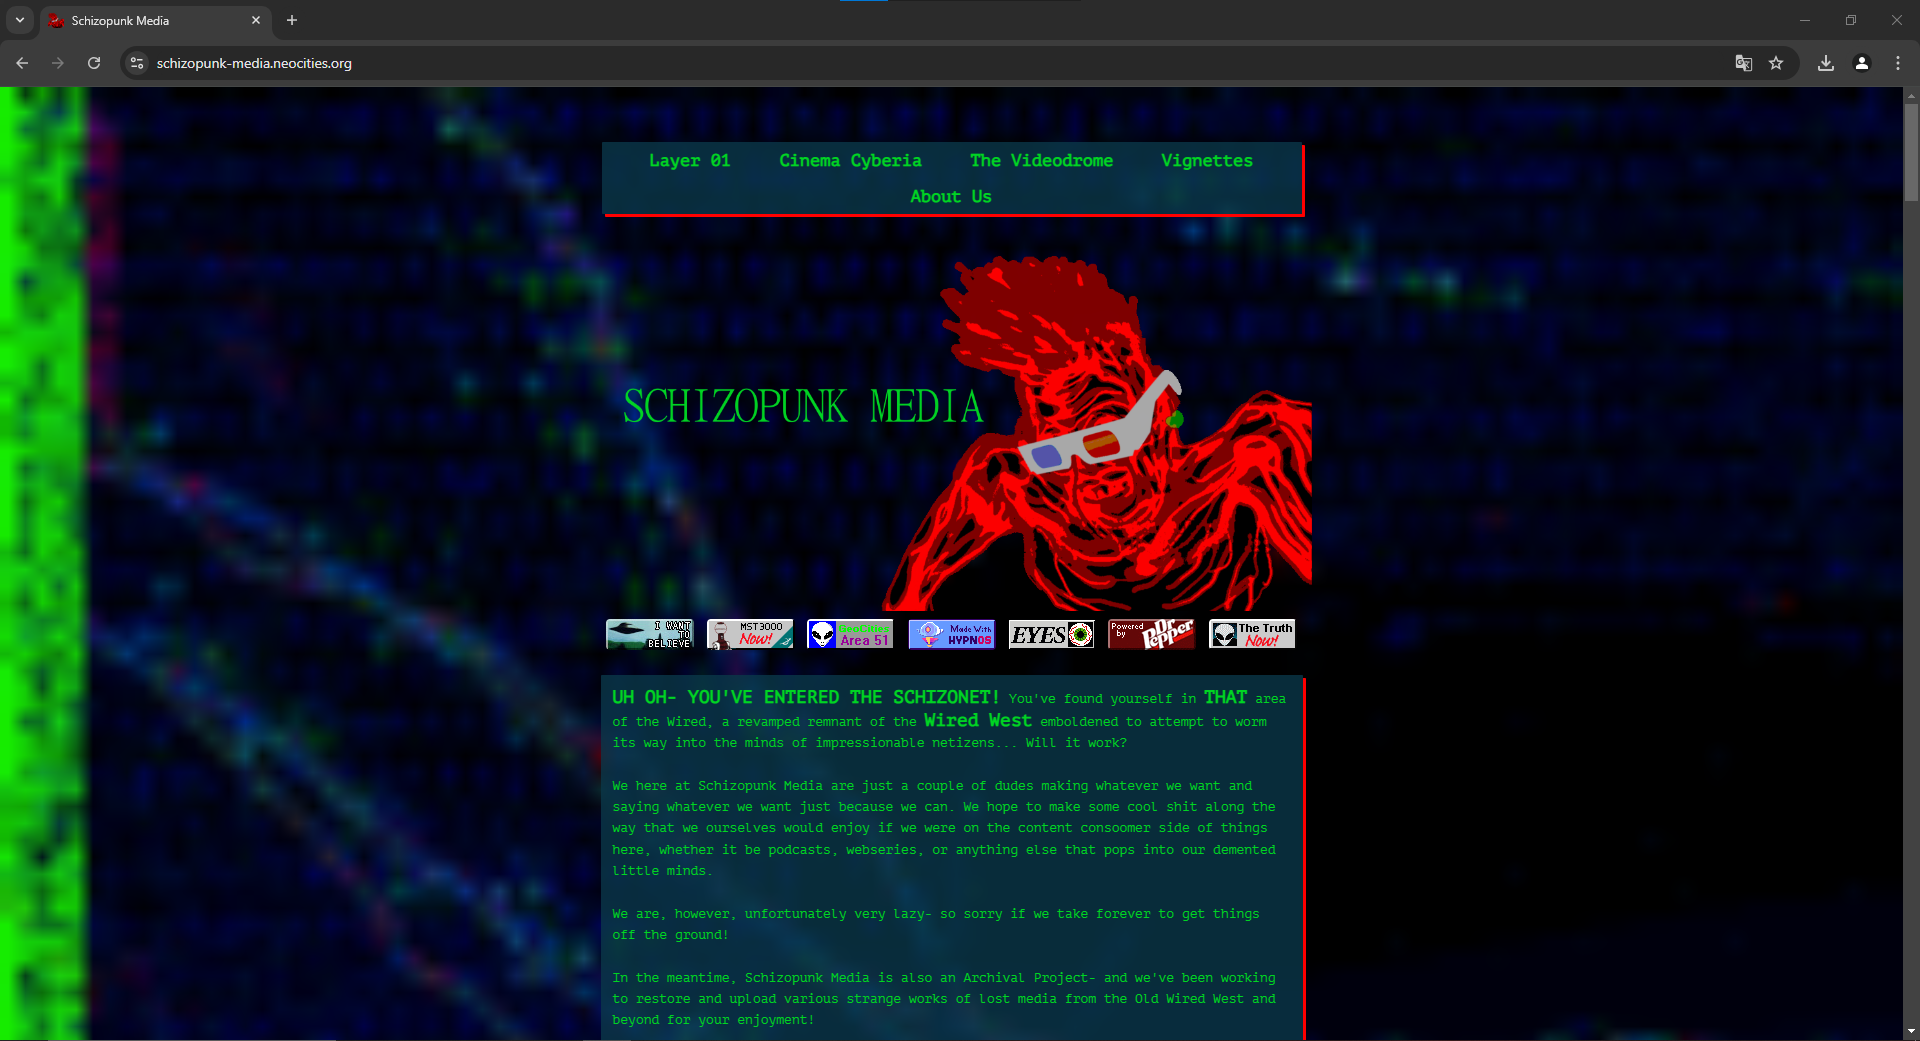 Schizopunk Media
schizopunk-media.neocities.org
Layer 01 Cinema Cyberia The Videodrome Vignettes
About Us
SCHIZOPUNK MEDIA
I WANT
TO
BELIEVE
MST3000
Now!
Area 51
Made With
HYPNOS
EYES
Powered
by
Dr
Pepper
The Truth
Now!
UH OH- YOU'VE ENTERED THE SCHIZONET! You've found yourself in THAT area
of the Wired, a revamped remnant of the Wired West emboldened to attempt to worm
its way into the minds of impressionable netizens... Will it work?
We here at Schizopunk Media are just a couple of dudes making whatever we want and
saying whatever we want just because we can. We hope to make some cool shit along the
way that we ourselves would enjoy if we were on the content consoomer side of things
here, whether it be podcasts, webseries, or anything else that pops into our demented
little minds.
We are, however, unfortunately very lazy- so sorry if we take forever to get things
off the ground!
In the meantime, Schizopunk Media is also an Archival Project- and we've been working
to restore and upload various strange works of lost media from the Old Wired West and
beyond for your enjoyment!